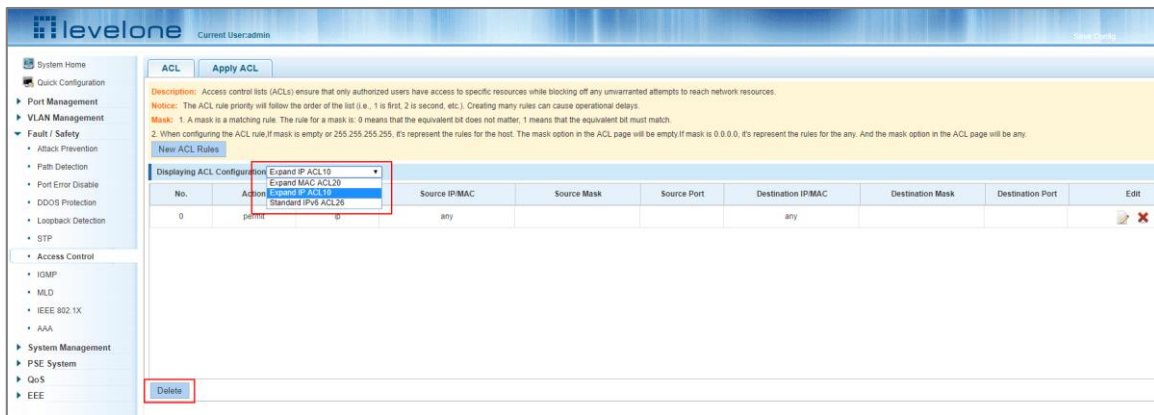 levelone Current User:admin Save Config
System Home
Quick Configuration
Port Management
VLAN Management
Fault / Safety
Attack Prevention
Path Detection
Port Error Disable
DDOS Protection
Loopback Detection
STP
Access Control
IGMP
MLD
IEEE 802.1X
AAA
System Management
PSE System
QoS
EEE
ACL Apply ACL
Description: Access control lists (ACLs) ensure that only authorized users have access to specific resources while blocking off any unwarranted attempts to reach network resources.
Notice: The ACL rule priority will follow the order of the list (i.e., 1 is first, 2 is second, etc.). Creating many rules can cause operational delays.
Mask: 1. A mask is a matching rule. The rule for a mask is: 0 means that the equivalent bit does not matter, 1 means that the equivalent bit must match.
2. When configuring the ACL rule,If mask is empty or 255.255.255.255, it's represent the rules for the host. The mask option in the ACL page will be empty.If mask is 0.0.0.0, it's represent the rules for the any. And the mask option in the ACL page will be any.
New ACL Rules
Displaying ACL Configuration Expand IP ACL10
Expand MAC ACL20
Expand IP ACL10
Standard IPv6 ACL26
No. Action Source IP/MAC Source Mask Source Port Destination IP/MAC Destination Mask Destination Port Edit
0 permit ip any any
Delete